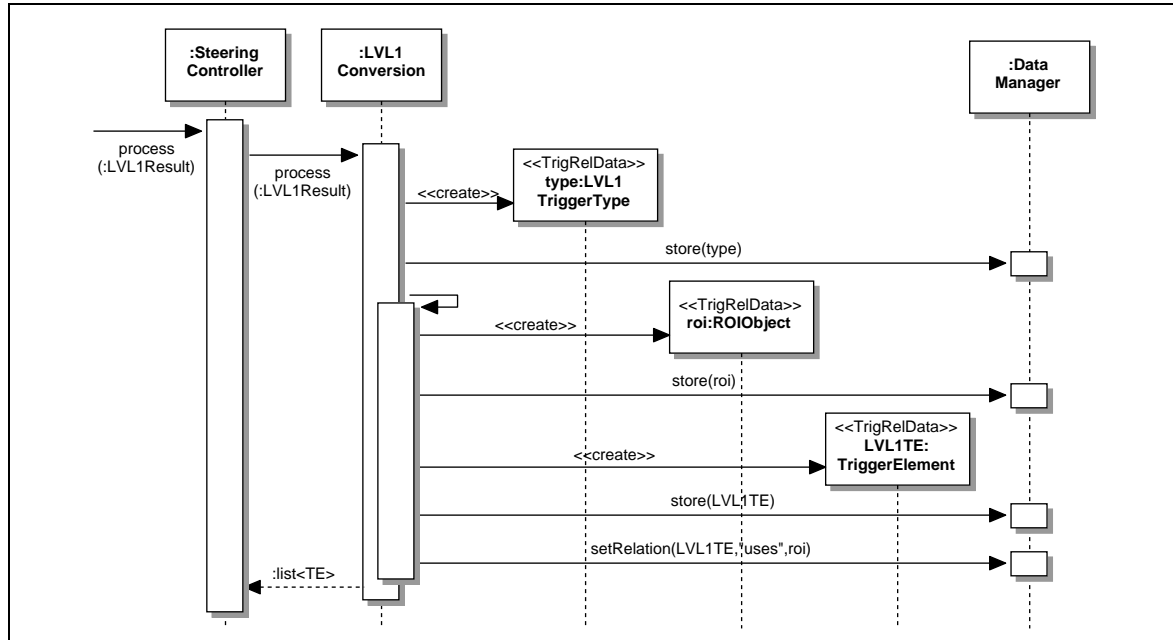 :Steering
Controller
:LVL1
Conversion
:Data
Manager
process
(:LVL1Result)
process
(:LVL1Result)
<<TrigRelData>>
type:LVL1
TriggerType
<<create>>
store(type)
<<TrigRelData>>
roi:ROIObject
<<create>>
store(roi)
<<TrigRelData>>
LVL1TE:
TriggerElement
<<create>>
store(LVL1TE)
setRelation(LVL1TE,"uses",roi)
:list<TE>